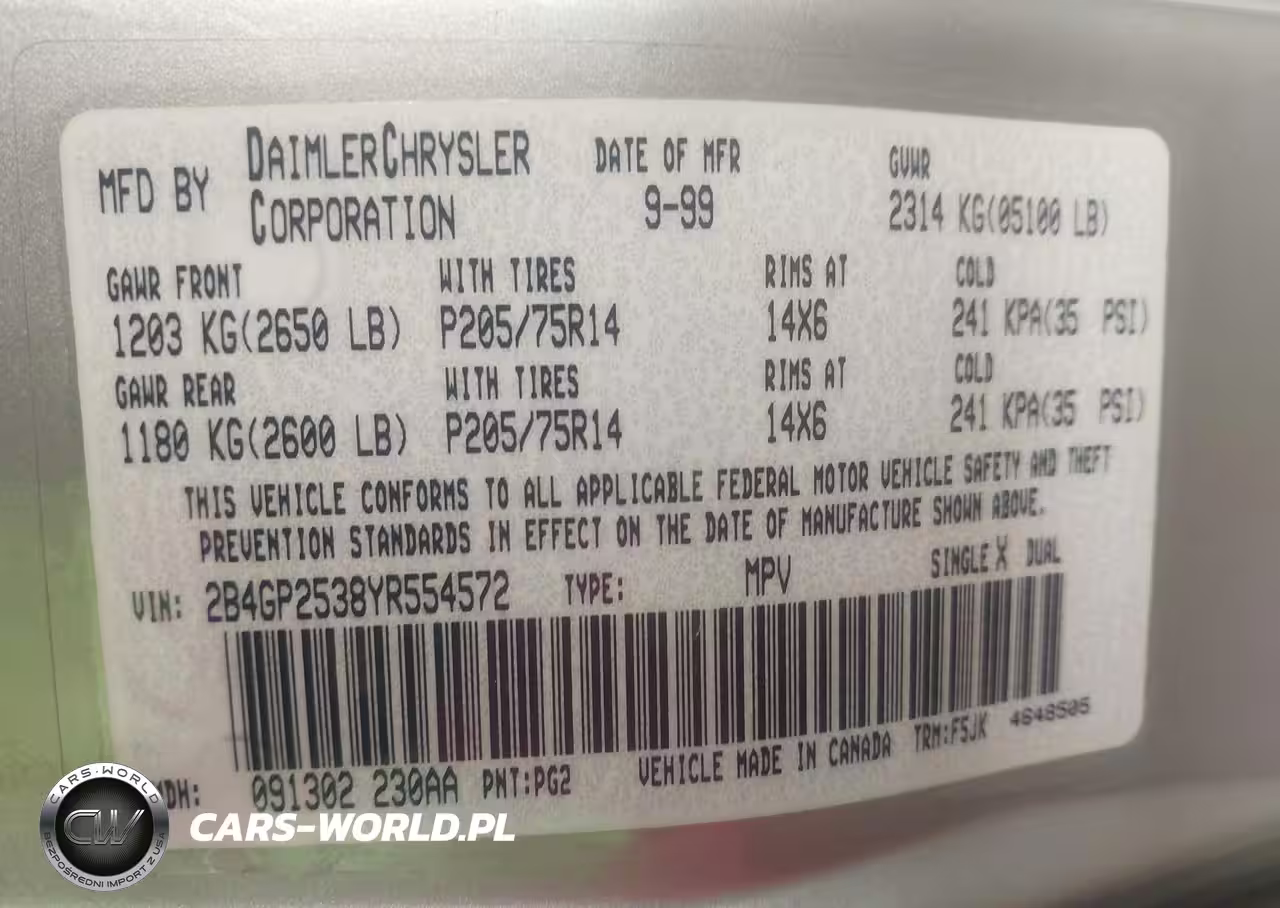 MFD BY DAIMLERCHRYSLER CORPORATION
DATE OF MFR
9-99
GVWR
2314 KG(05100 LB)
GAWR FRONT WITH TIRES RIMS AT COLD
1203 KG(2650 LB) P205/75R14 14X6 241 KPA(35 PSI)
GAWR REAR WITH TIRES RIMS AT COLD
1180 KG(2600 LB) P205/75R14 14X6 241 KPA(35 PSI)
THIS VEHICLE CONFORMS TO ALL APPLICABLE FEDERAL MOTOR VEHICLE SAFETY AND THEFT
PREVENTION STANDARDS IN EFFECT ON THE DATE OF MANUFACTURE SHOWN ABOVE.
VIN: 2B4GP2538YR554572 TYPE: MPV SINGLE X DUAL
DH: 091302 230AA PNT:PG2 VEHICLE MADE IN CANADA TRM:F5JK 4648505
CARS-WORLD
CW
BEZPOŚREDNI IMPORT Z USA
CARS-WORLD.PL